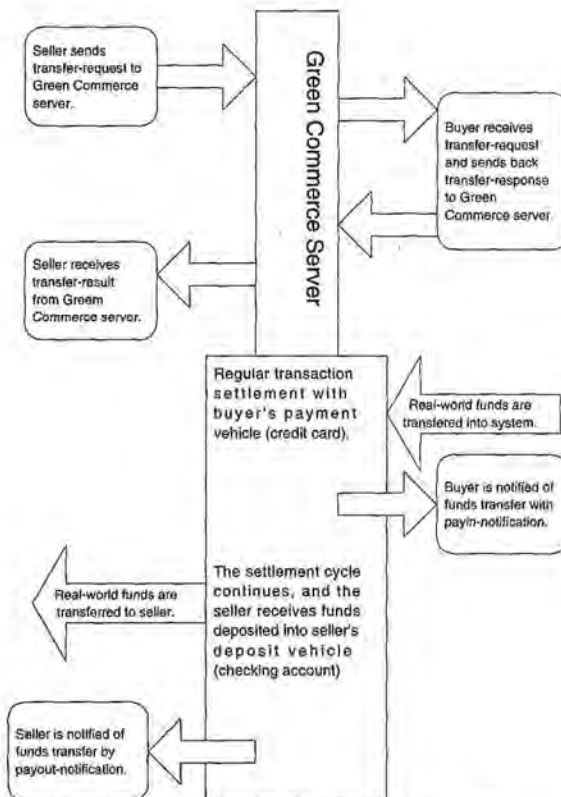 Seller sends
transfer-request to
Green Commerce
server.
Green Commerce Server
Buyer receives
transfer-request
and sends back
transfer-response
to Green
Commerce server.
Seller receives
transfer-result
from Greem
Commerce server.
Regular transaction
settlement with
buyer's payment
vehicle (credit card).
Real-world funds are
transfered into system.
Buyer is notified of
funds transfer with
payin-notification.
The settlement cycle
continues, and the
seller receives funds
deposited into seller's
deposit vehicle
(checking account)
Real-world funds are
transferred to seller.
Seller is notified of
funds transfer by
payout-notification.